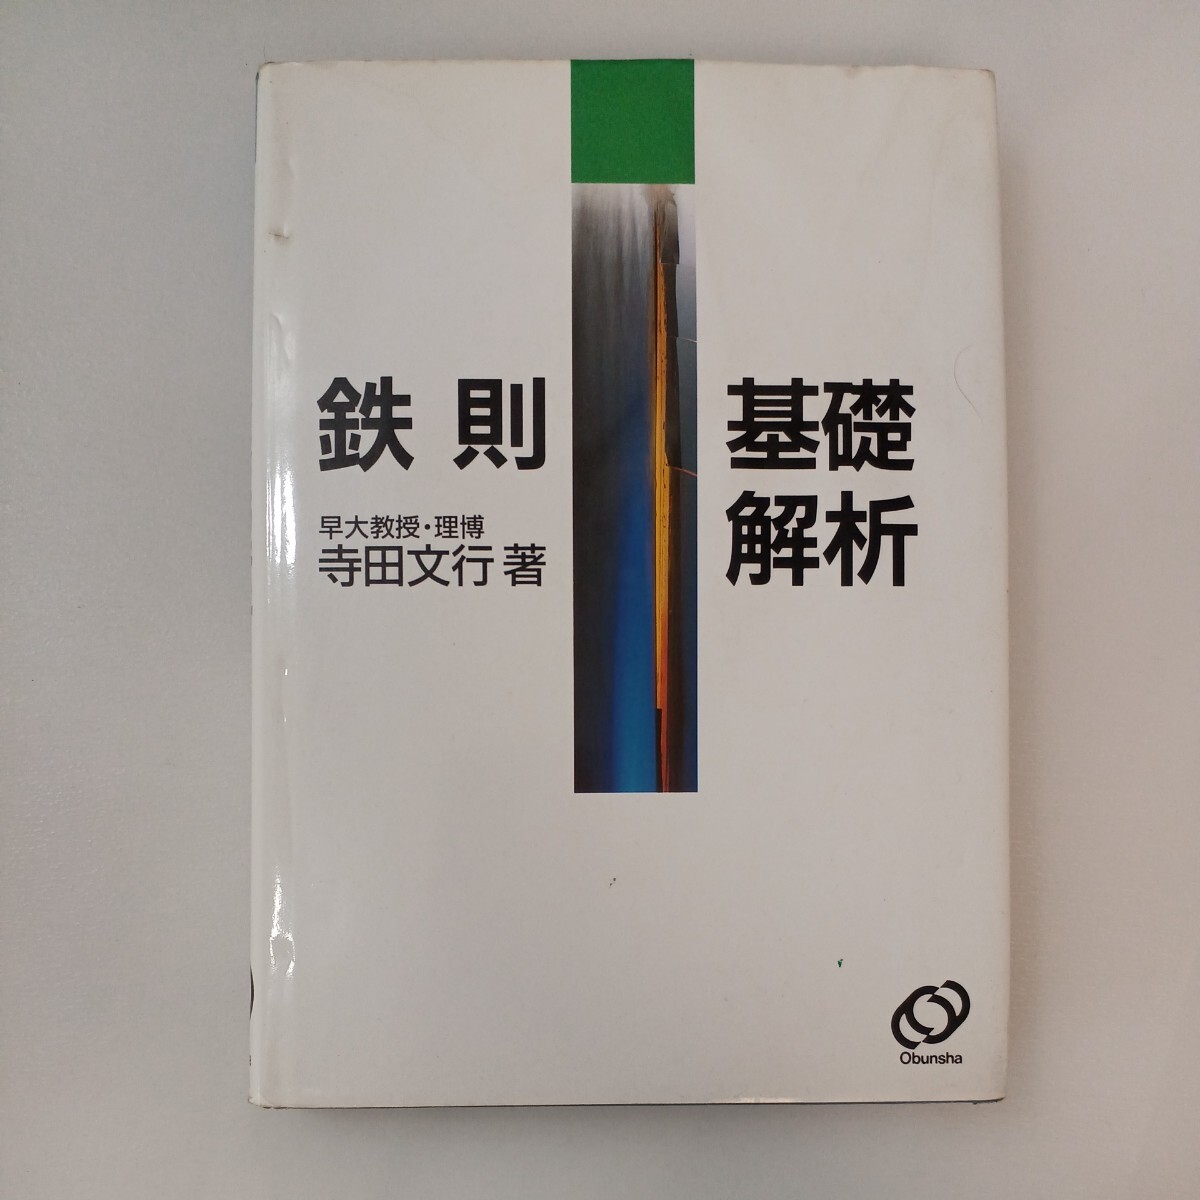 鉄則
早大教授・理博
寺田文行 著
基礎
解析
Obunsha